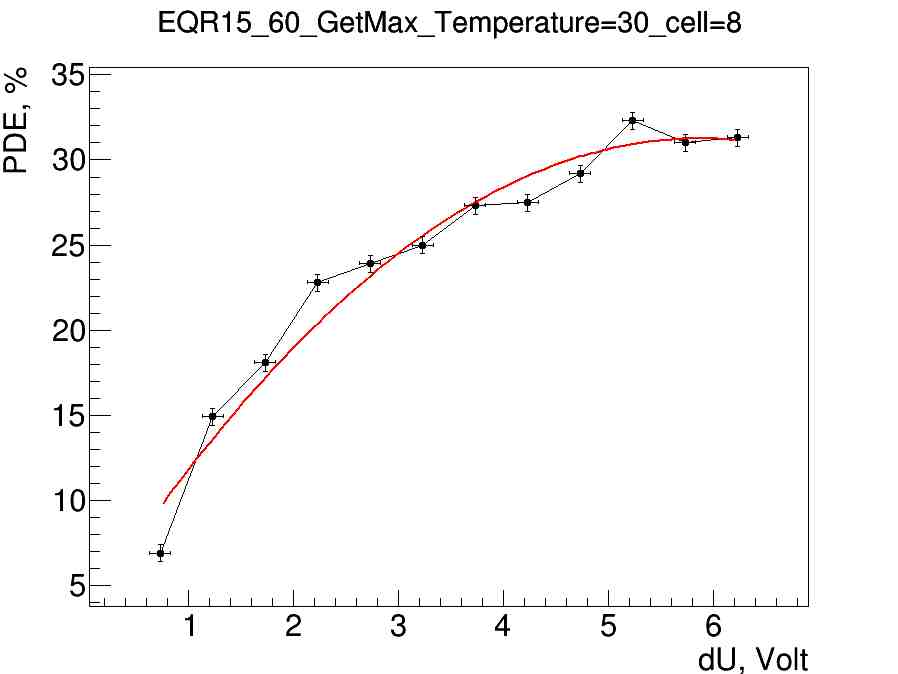 EQR15_60_GetMax_Temperature=30_cell=8
PDE, %
35
30
25
20
15
10
5
1 2 3 4 5 6
dU, Volt